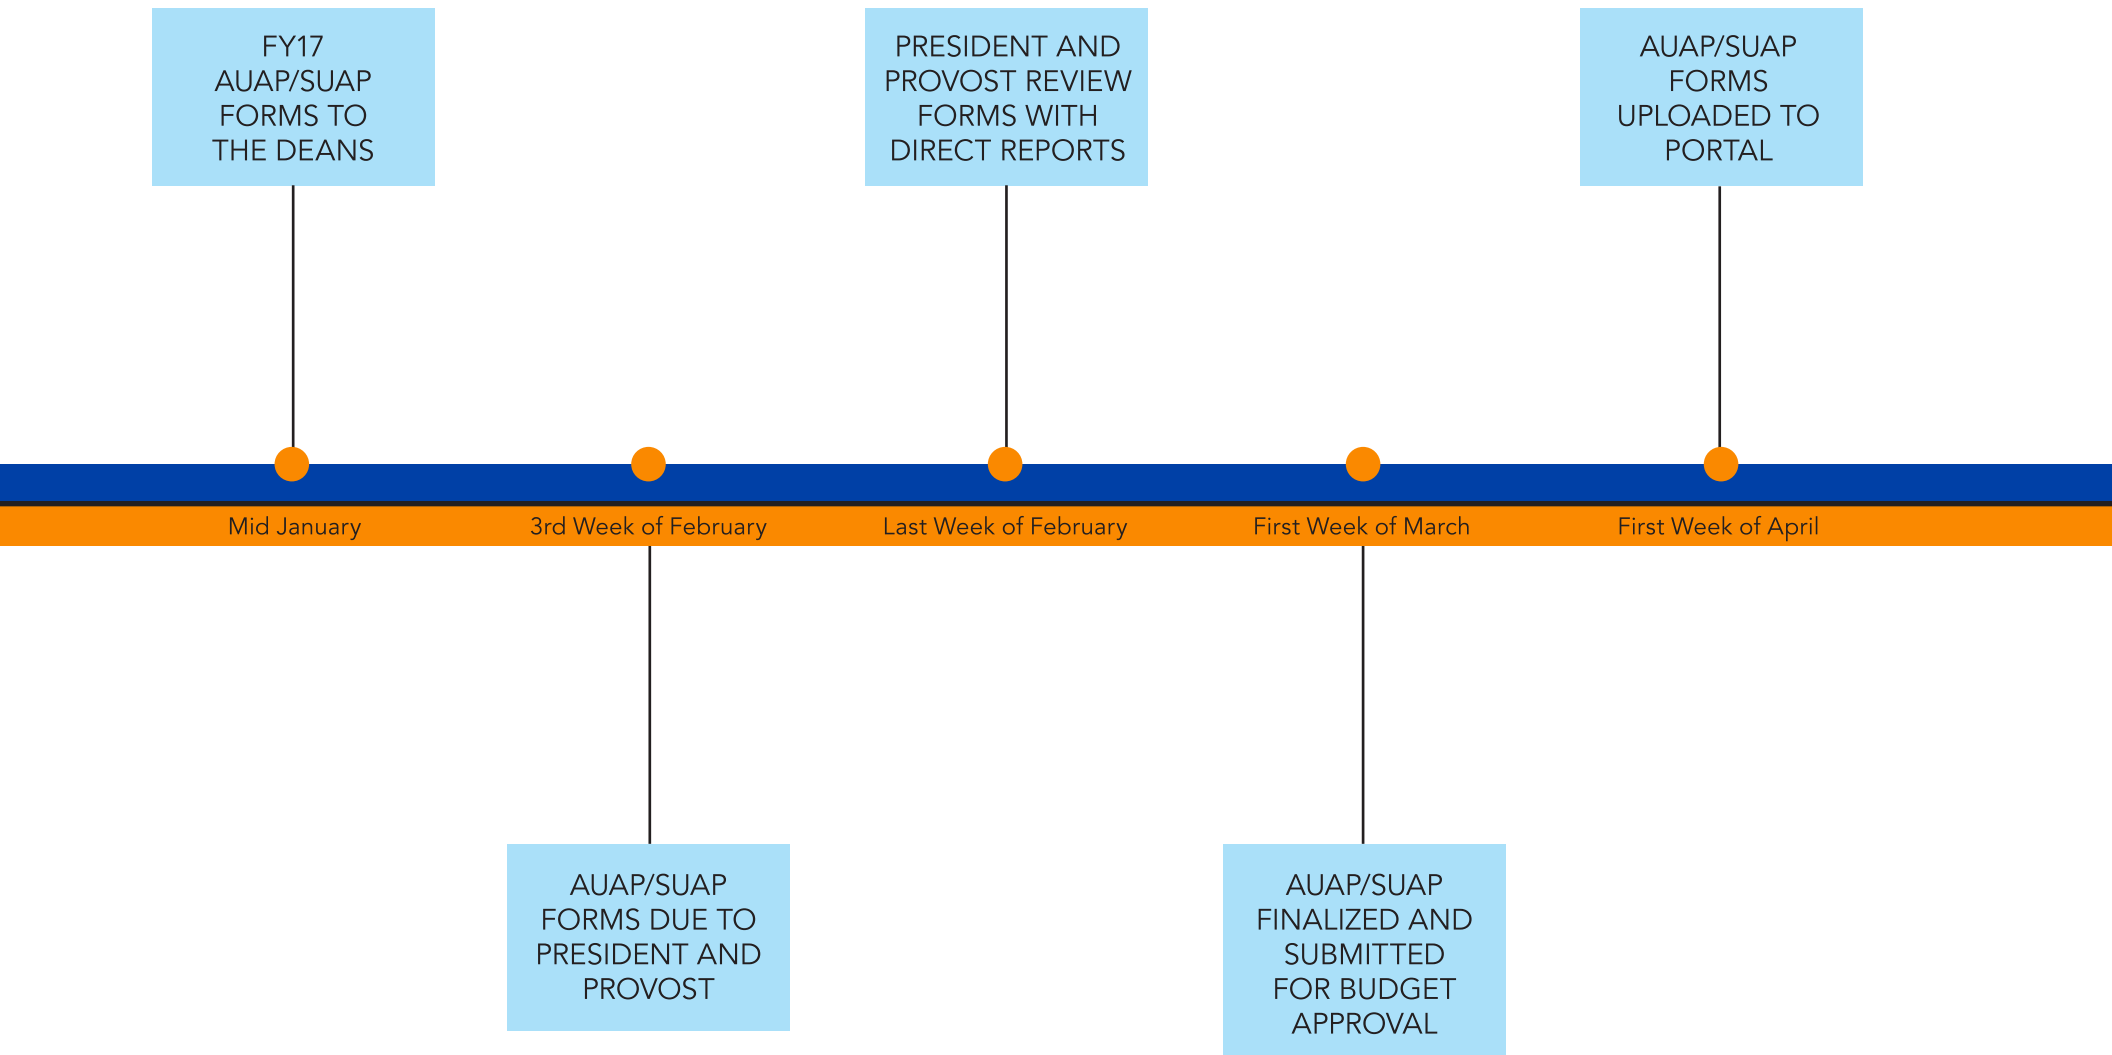 FY17
AUAP/SUAP
FORMS TO
THE DEANS
PRESIDENT AND
PROVOST REVIEW
FORMS WITH
DIRECT REPORTS
AUAP/SUAP
FORMS
UPLOADED TO
PORTAL
Mid January
3rd Week of February
Last Week of February
First Week of March
First Week of April
AUAP/SUAP
FORMS DUE TO
PRESIDENT AND
PROVOST
AUAP/SUAP
FINALIZED AND
SUBMITTED
FOR BUDGET
APPROVAL